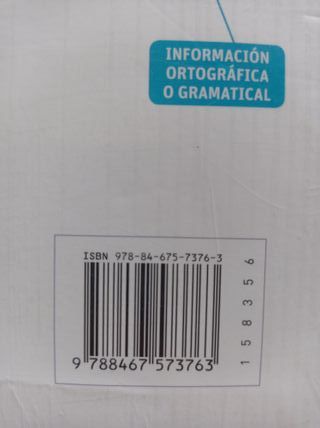 INFORMACIÓN
ORTOGRÁFICA
O GRAMATICAL
ISBN 978-84-675-7376-3
9 788467 573763
158356